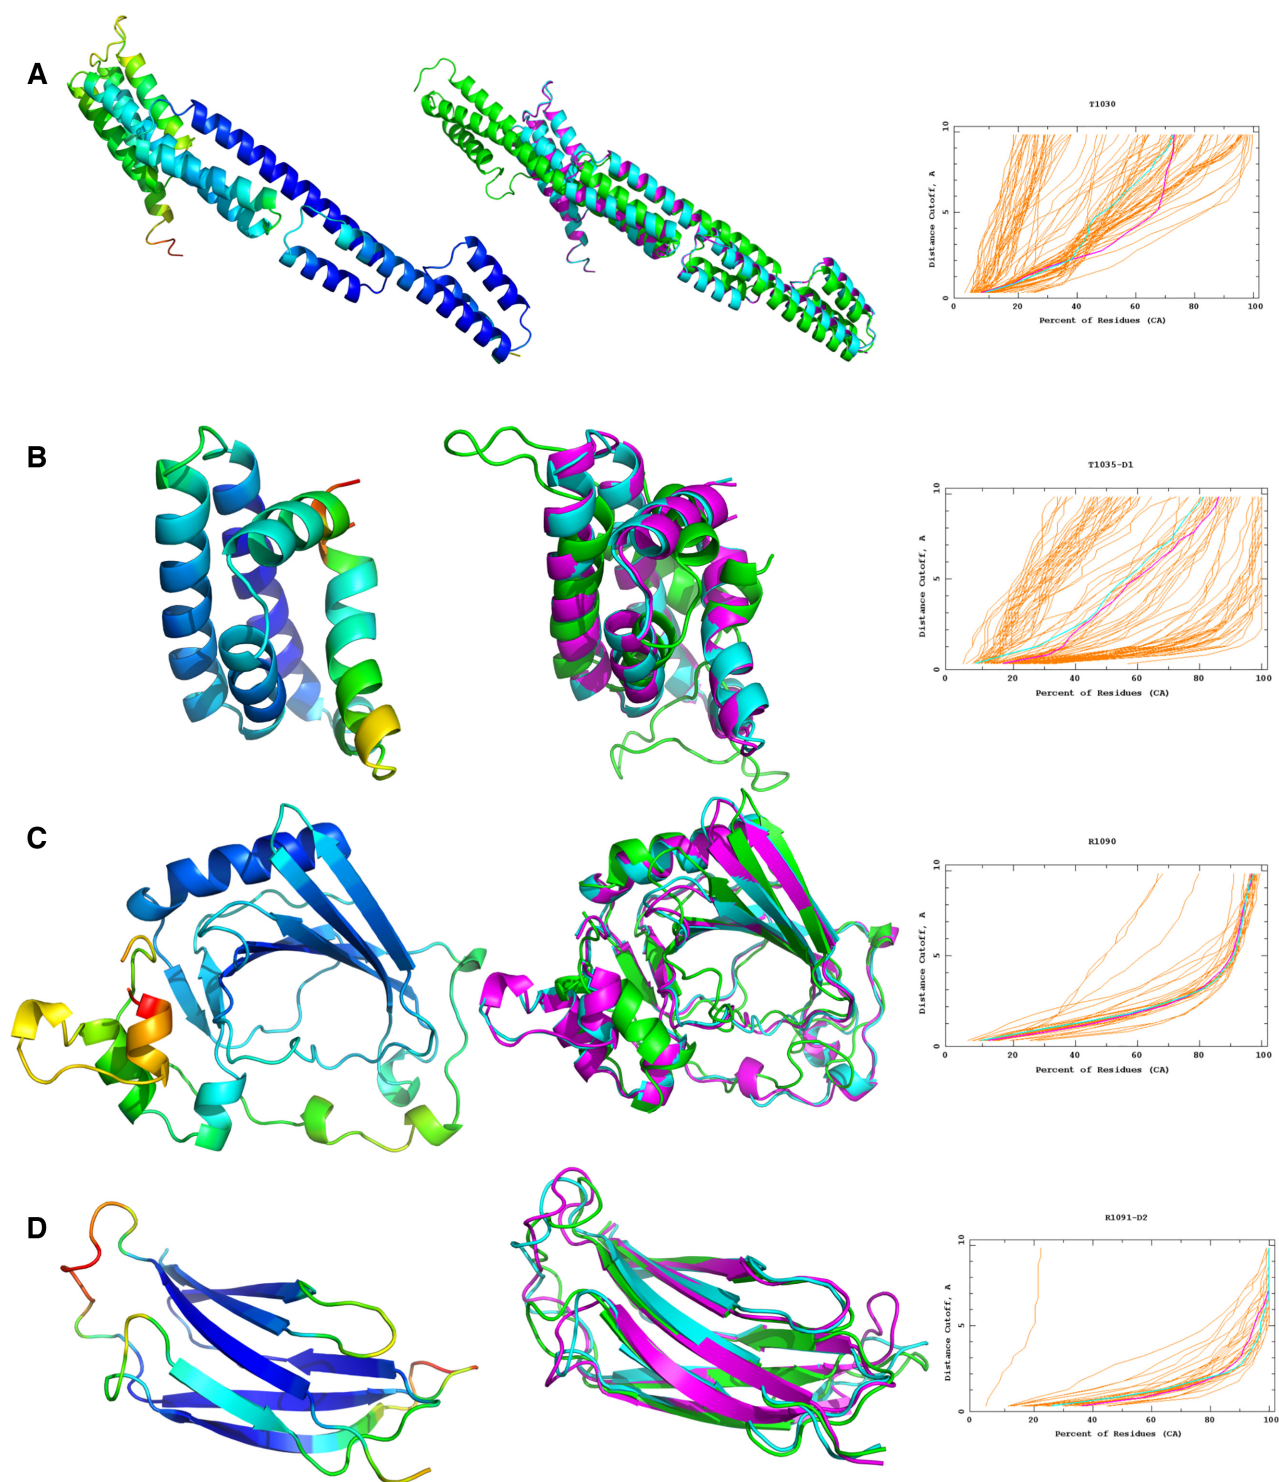 A
T1030
10
5
0
Distance Cutoff, A
20 40 60 80 100
Percent of Residues (CA)
B
T1035-D1
10
5
0
Distance Cutoff, A
0 20 40 60 80 100
Percent of Residues (CA)
C
R1090
10
5
0
Distance Cutoff, A
20 40 60 80 100
Percent of Residues (CA)
D
R1091-D2
10
5
0
Distance Cutoff, A
20 40 60 80 100
Percent of Residues (CA)